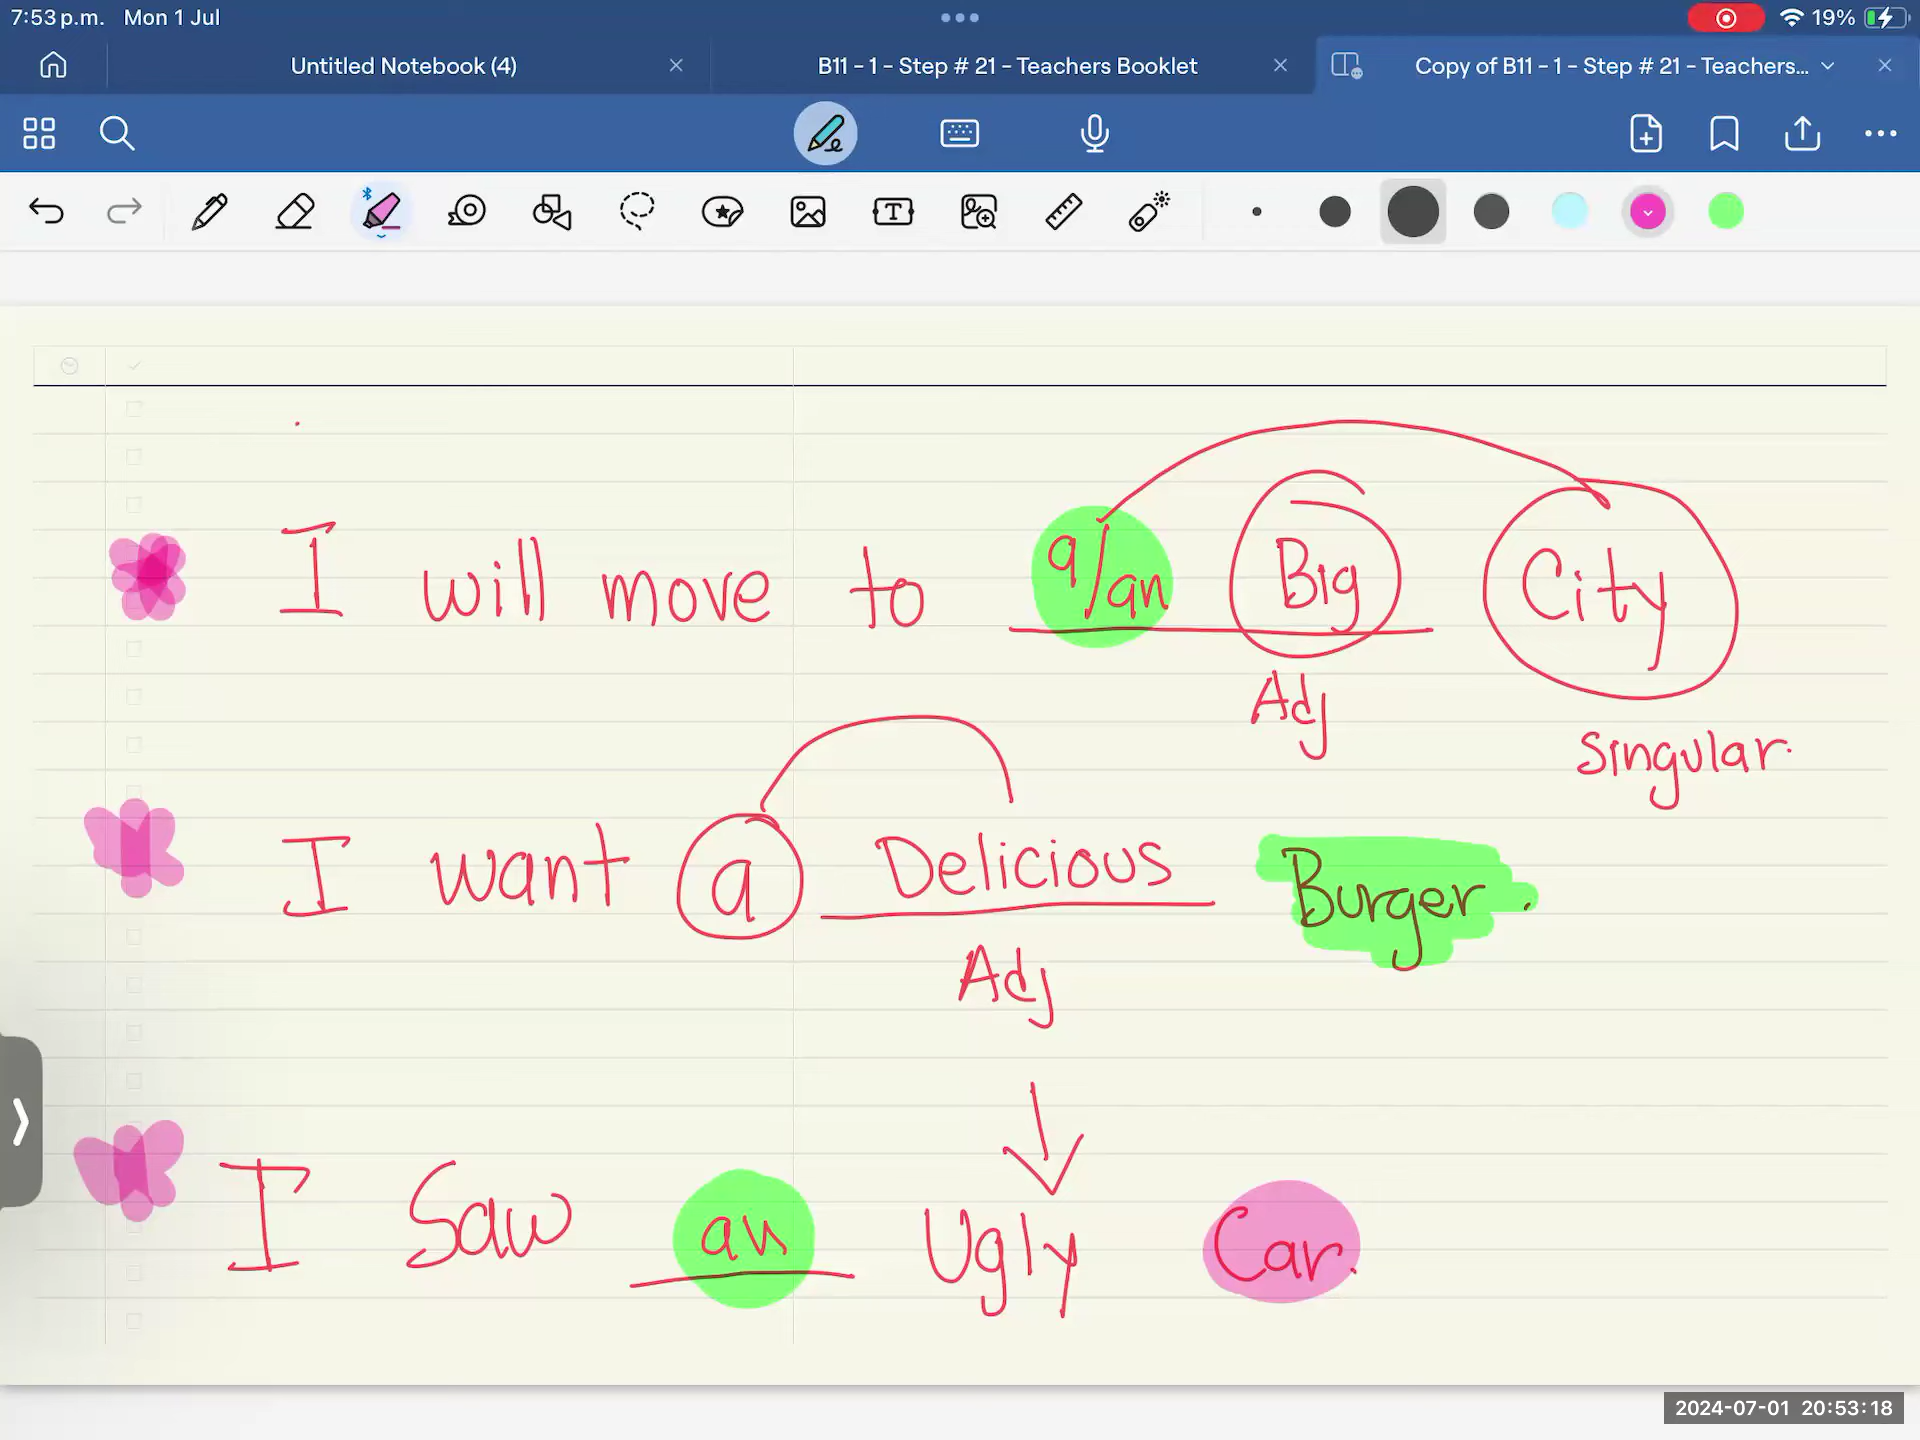 7:53 p.m. Mon 1 Jul
19%
Untitled Notebook (4)
B11 - 1 - Step # 21 - Teachers Booklet
Copy of B11 - 1 - Step # 21 - Teachers...
I will move to a/an Big City
Adj
Singular.
I want a Delicious Burger.
Adj
I Saw an Ugly Car.
2024-07-01 20:53:18